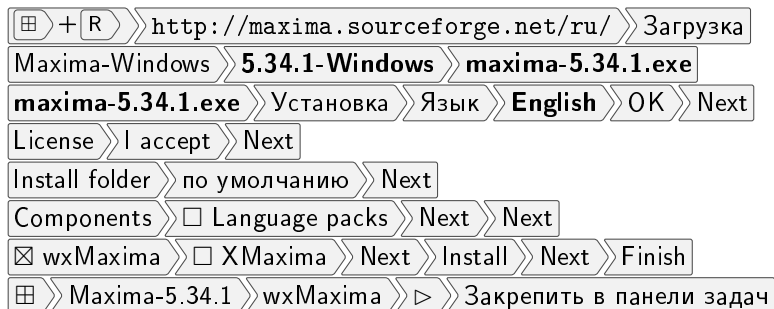 ⊞ + R http://maxima.sourceforge.net/ru/ Загрузка
Maxima-Windows 5.34.1-Windows maxima-5.34.1.exe
maxima-5.34.1.exe Установка Язык English OK Next
License I accept Next
Install folder по умолчанию Next
Components ☐ Language packs Next Next
☒ wxMaxima ☐ XMaxima Next Install Next Finish
⊞ Maxima-5.34.1 wxMaxima ▷ Закрепить в панели задач